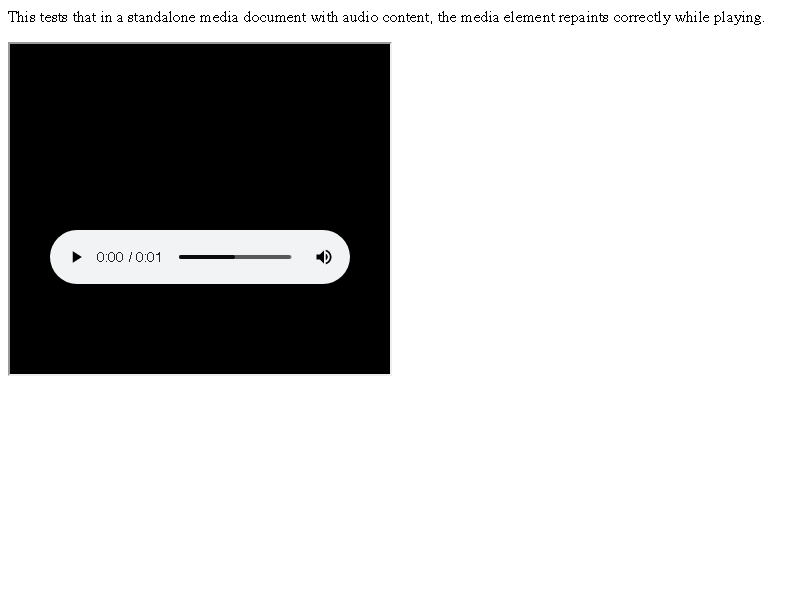 This tests that in a standalone media document with audio content, the media element repaints correctly while playing.
0:00 / 0:01